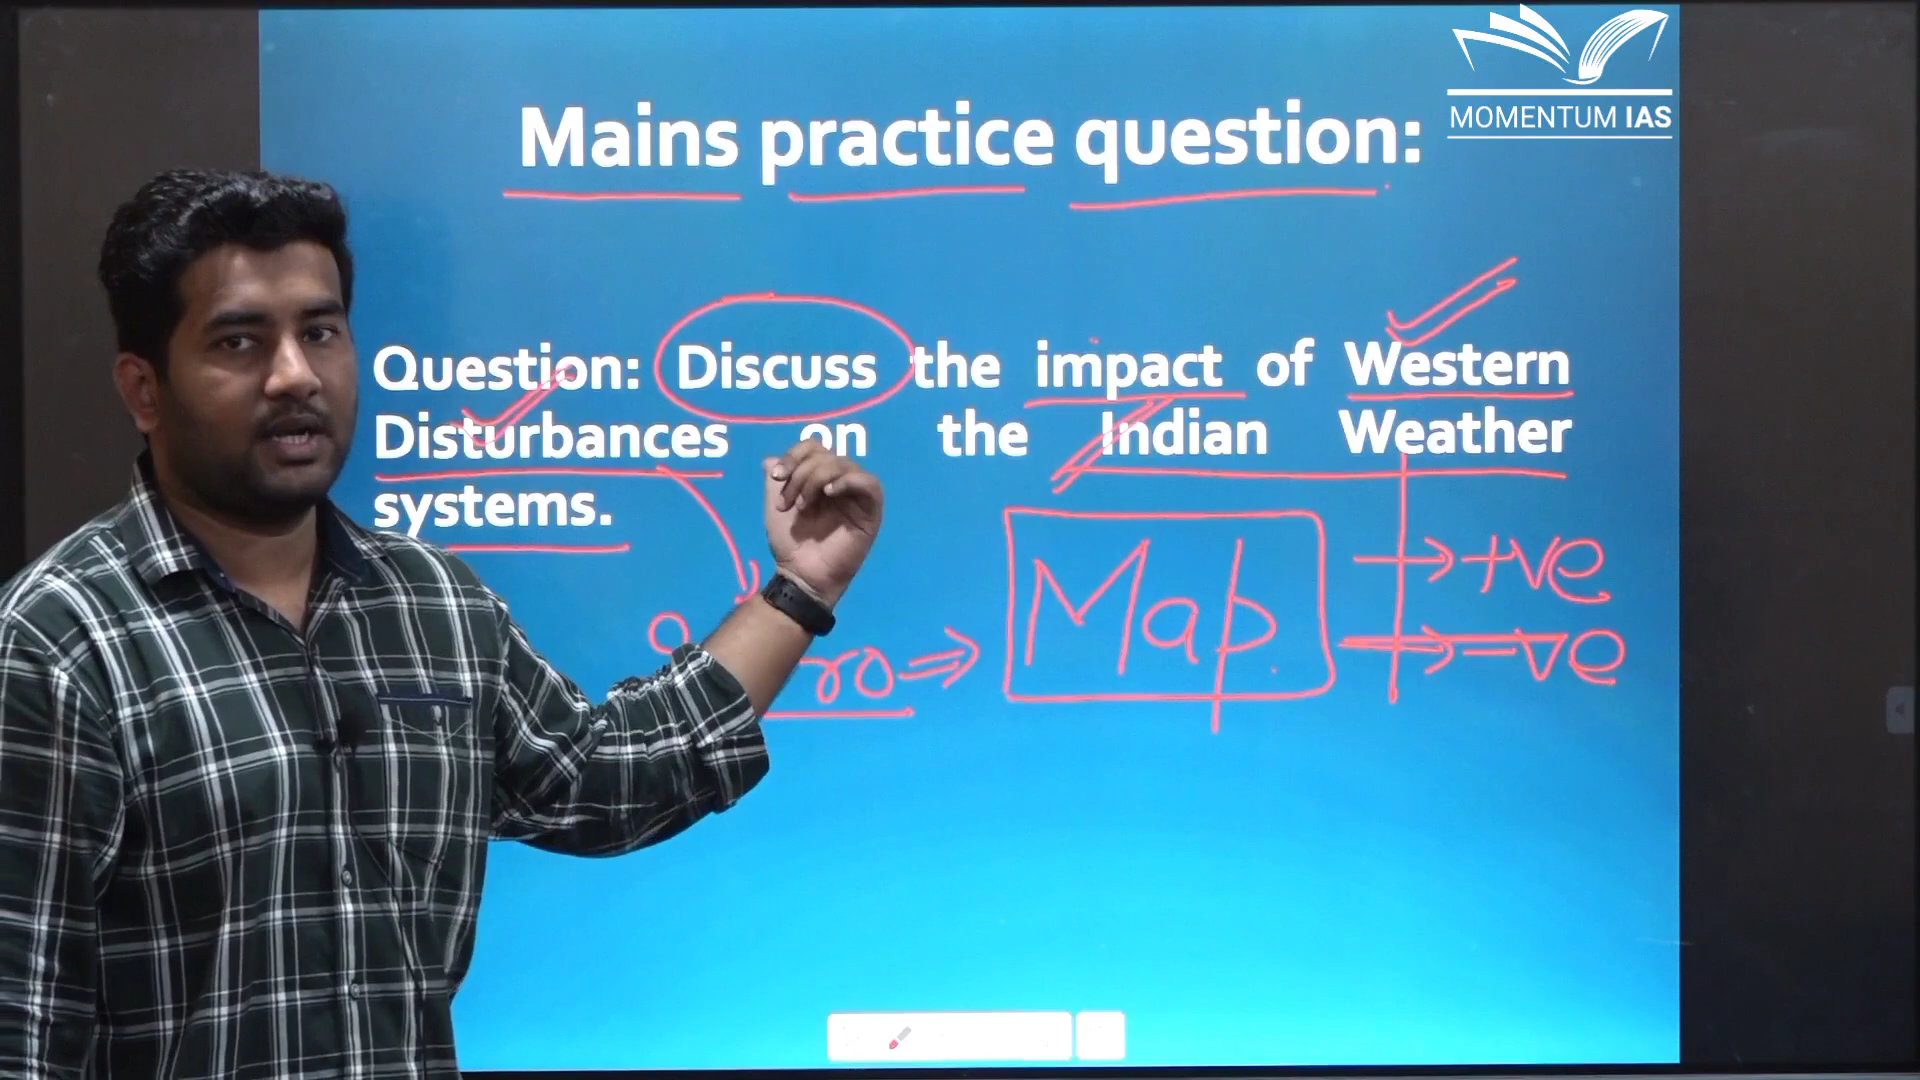 MOMENTUM IAS
Mains practice question:
Question: Discuss the impact of Western
Disturbances on the Indian Weather
systems.
Map
+ve
-ve